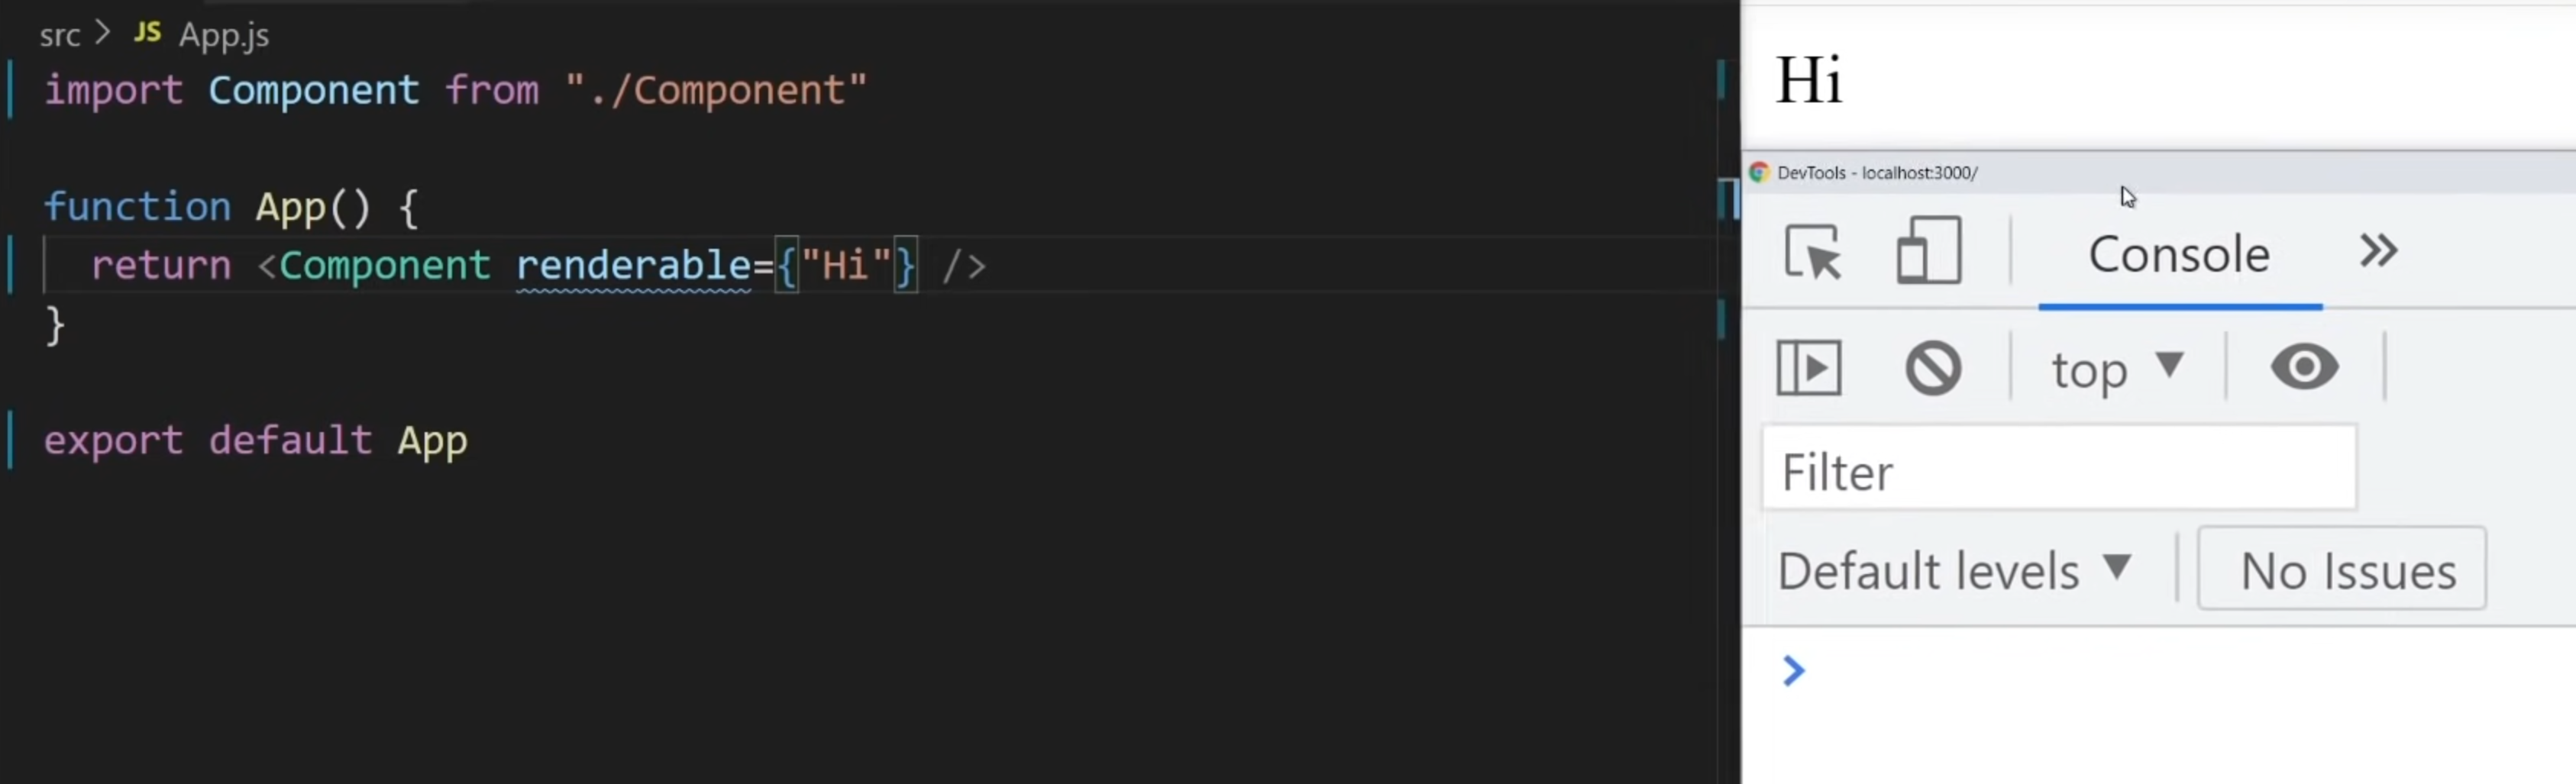 src > JS App.js
import Component from "./Component"
function App() {
return <Component renderable={"Hi"} />
}
export default App
Hi
DevTools - localhost:3000/
Console
top
Filter
Default levels
No Issues